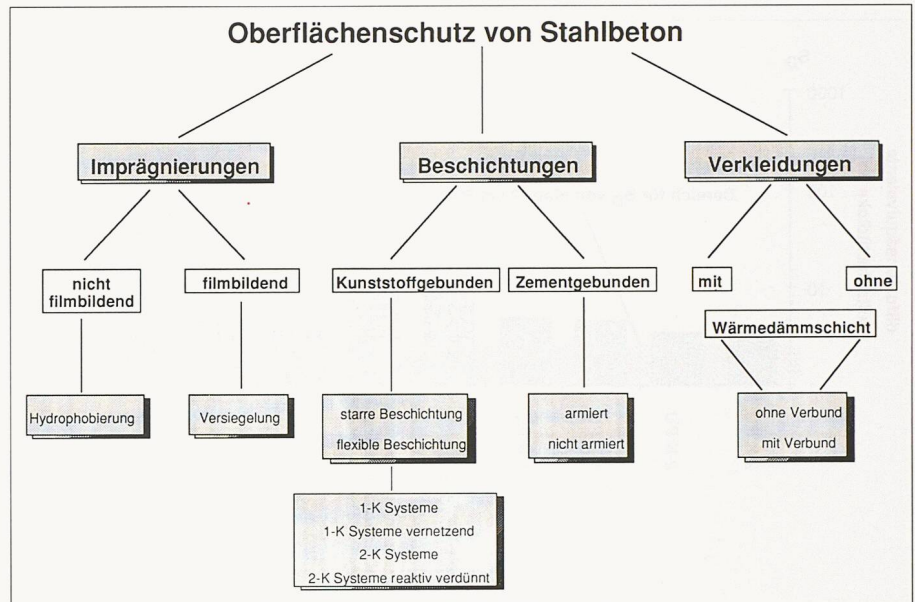 Oberflächenschutz von Stahlbeton
Imprägnierungen
Beschichtungen
Verkleidungen
nicht
filmbildend
filmbildend
Kunststoffgebunden
Zementgebunden
mit
ohne
Wärmedämmschicht
Hydrophobierung
Versiegelung
starre Beschichtung
flexible Beschichtung
armiert
nicht armiert
ohne Verbund
mit Verbund
1-K Systeme
1-K Systeme vernetzend
2-K Systeme
2-K Systeme reaktiv verdünnt